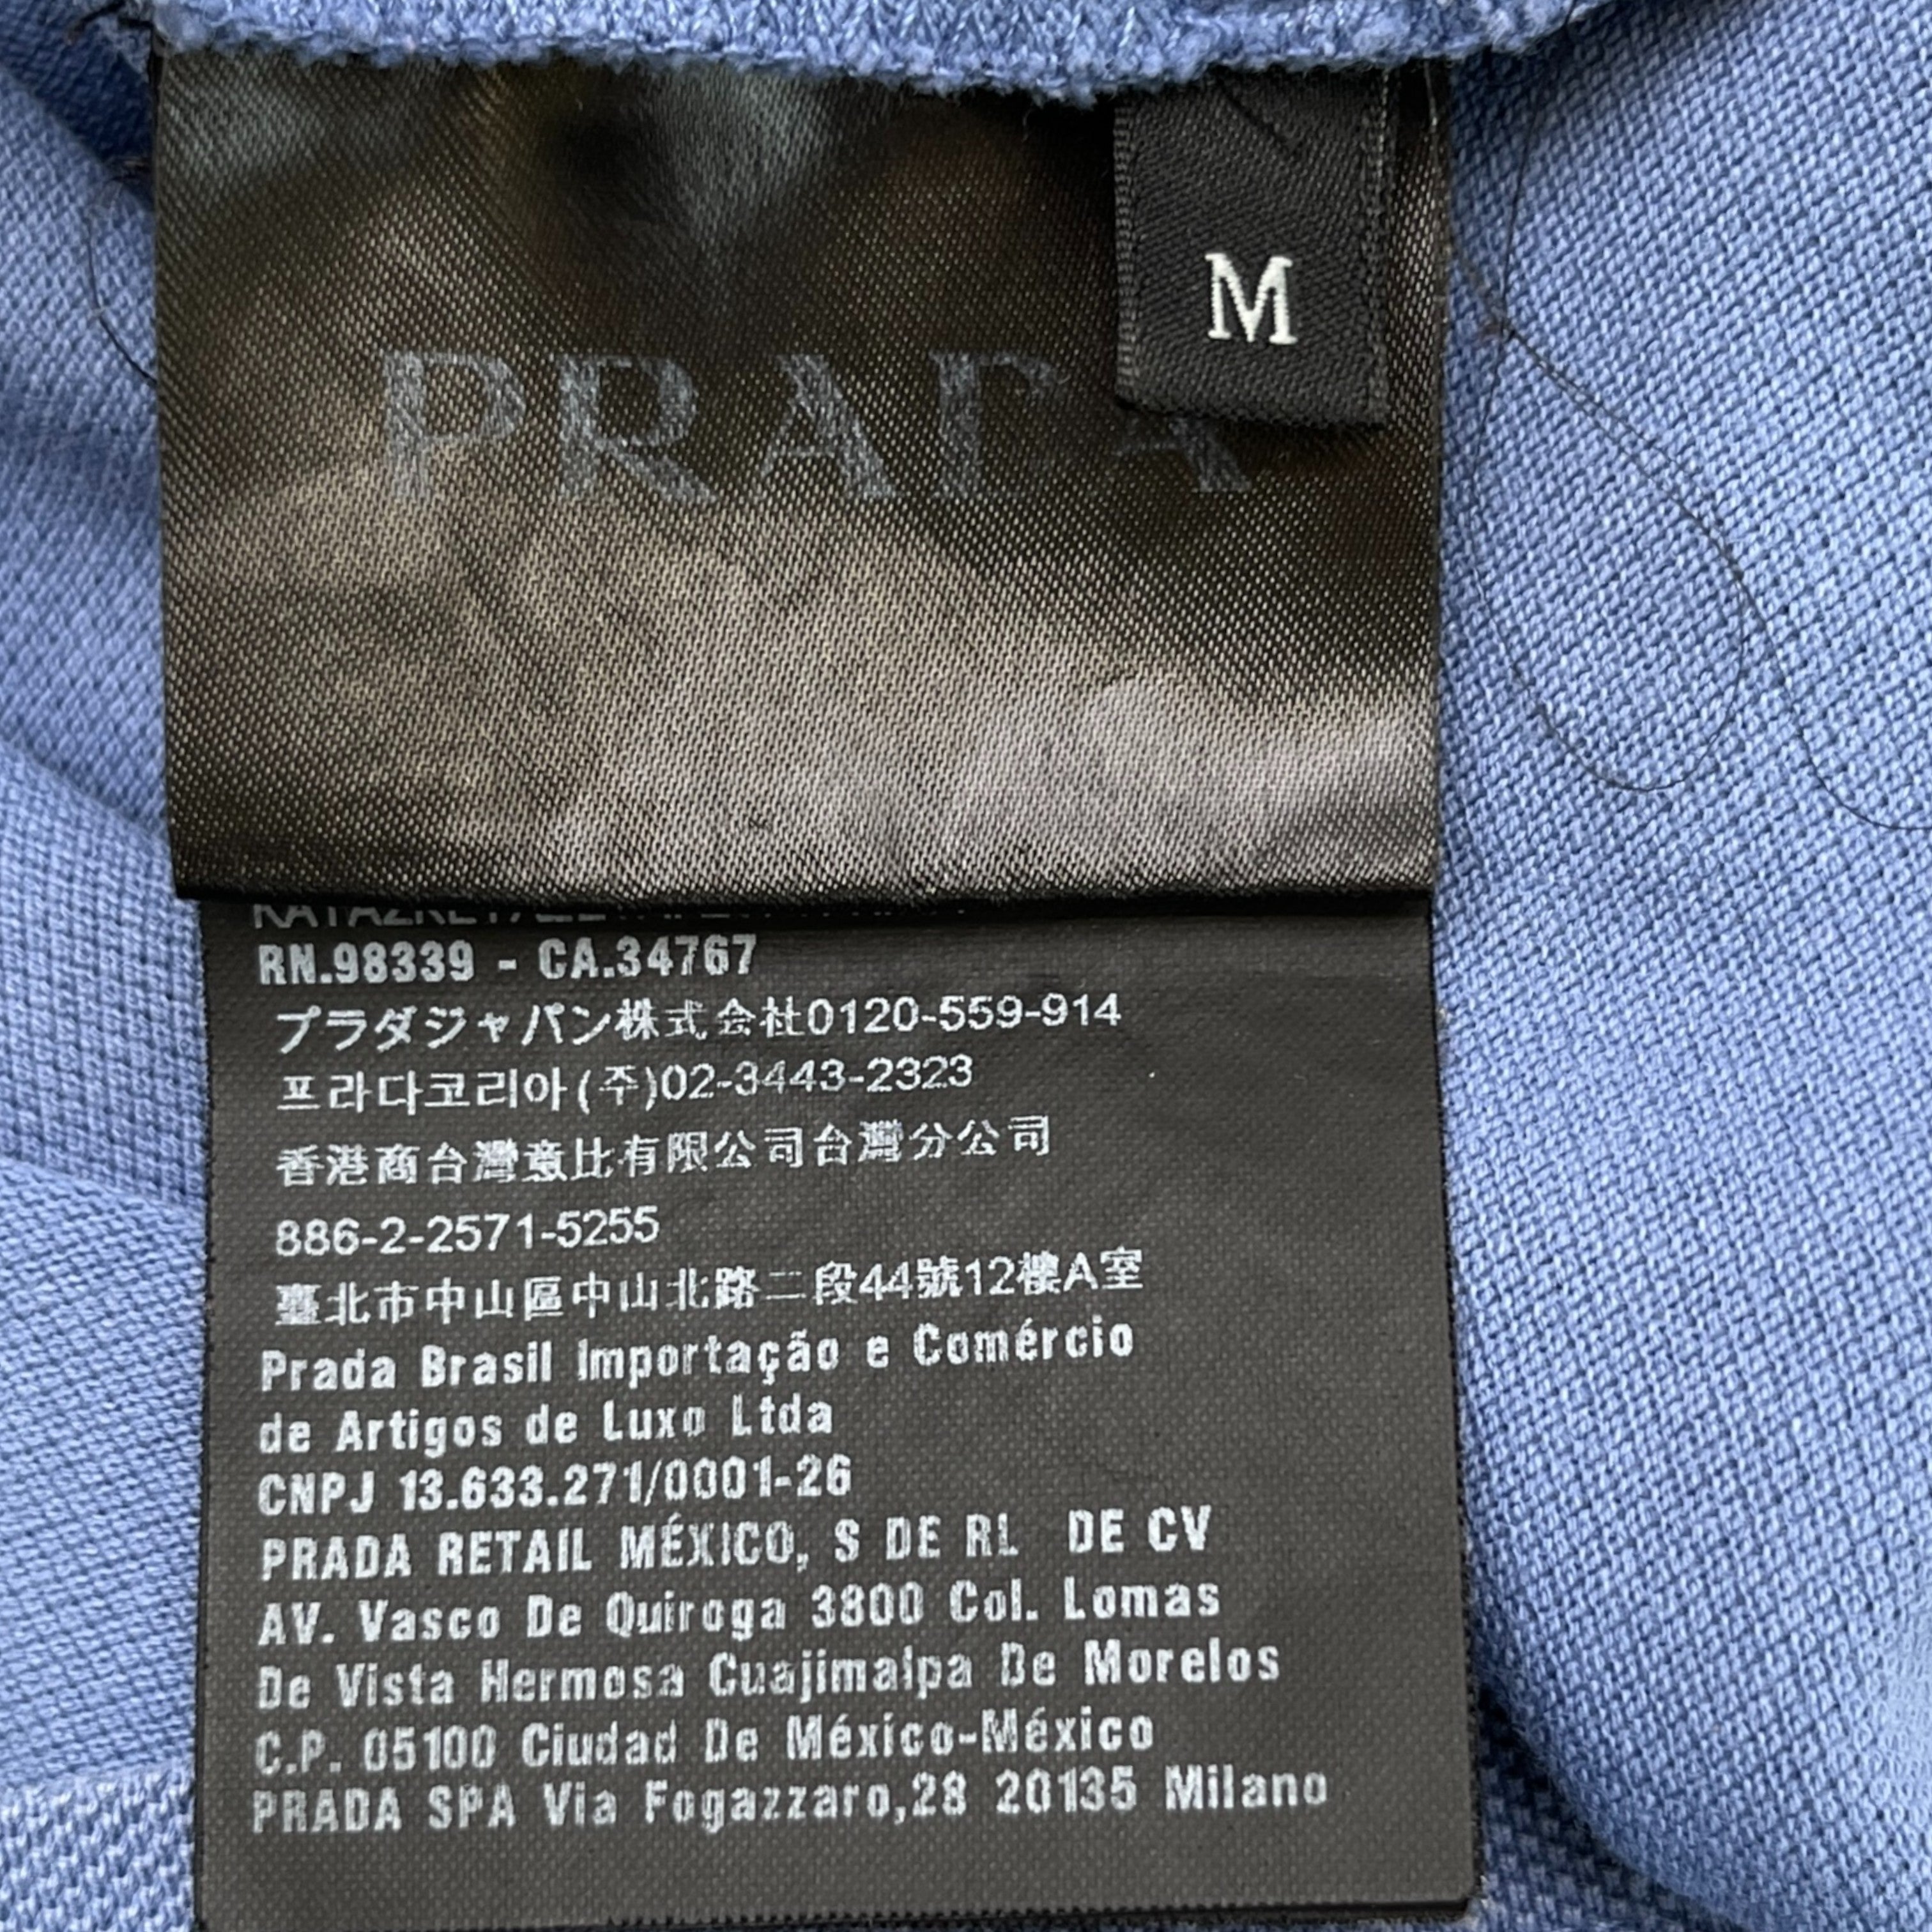 M
PRADA
RN.98339 - CA.34767
プラダジャパン株式会社0120-559-914
프라다코리아(주)02-3443-2323
香港商台灣意比有限公司台灣分公司
886-2-2571-5255
臺北市中山區中山北路二段44號12樓A室
Prada Brasil Importação e Comércio
de Artigos de Luxo Ltda
CNPJ 13.633.271/0001-26
PRADA RETAIL MÉXICO, S DE RL DE CV
AV. Vasco De Quiroga 3800 Col. Lomas
De Vista Hermosa Cuajimalpa De Morelos
C.P. 05100 Ciudad De México-México
PRADA SPA Via Fogazzaro,28 20135 Milano